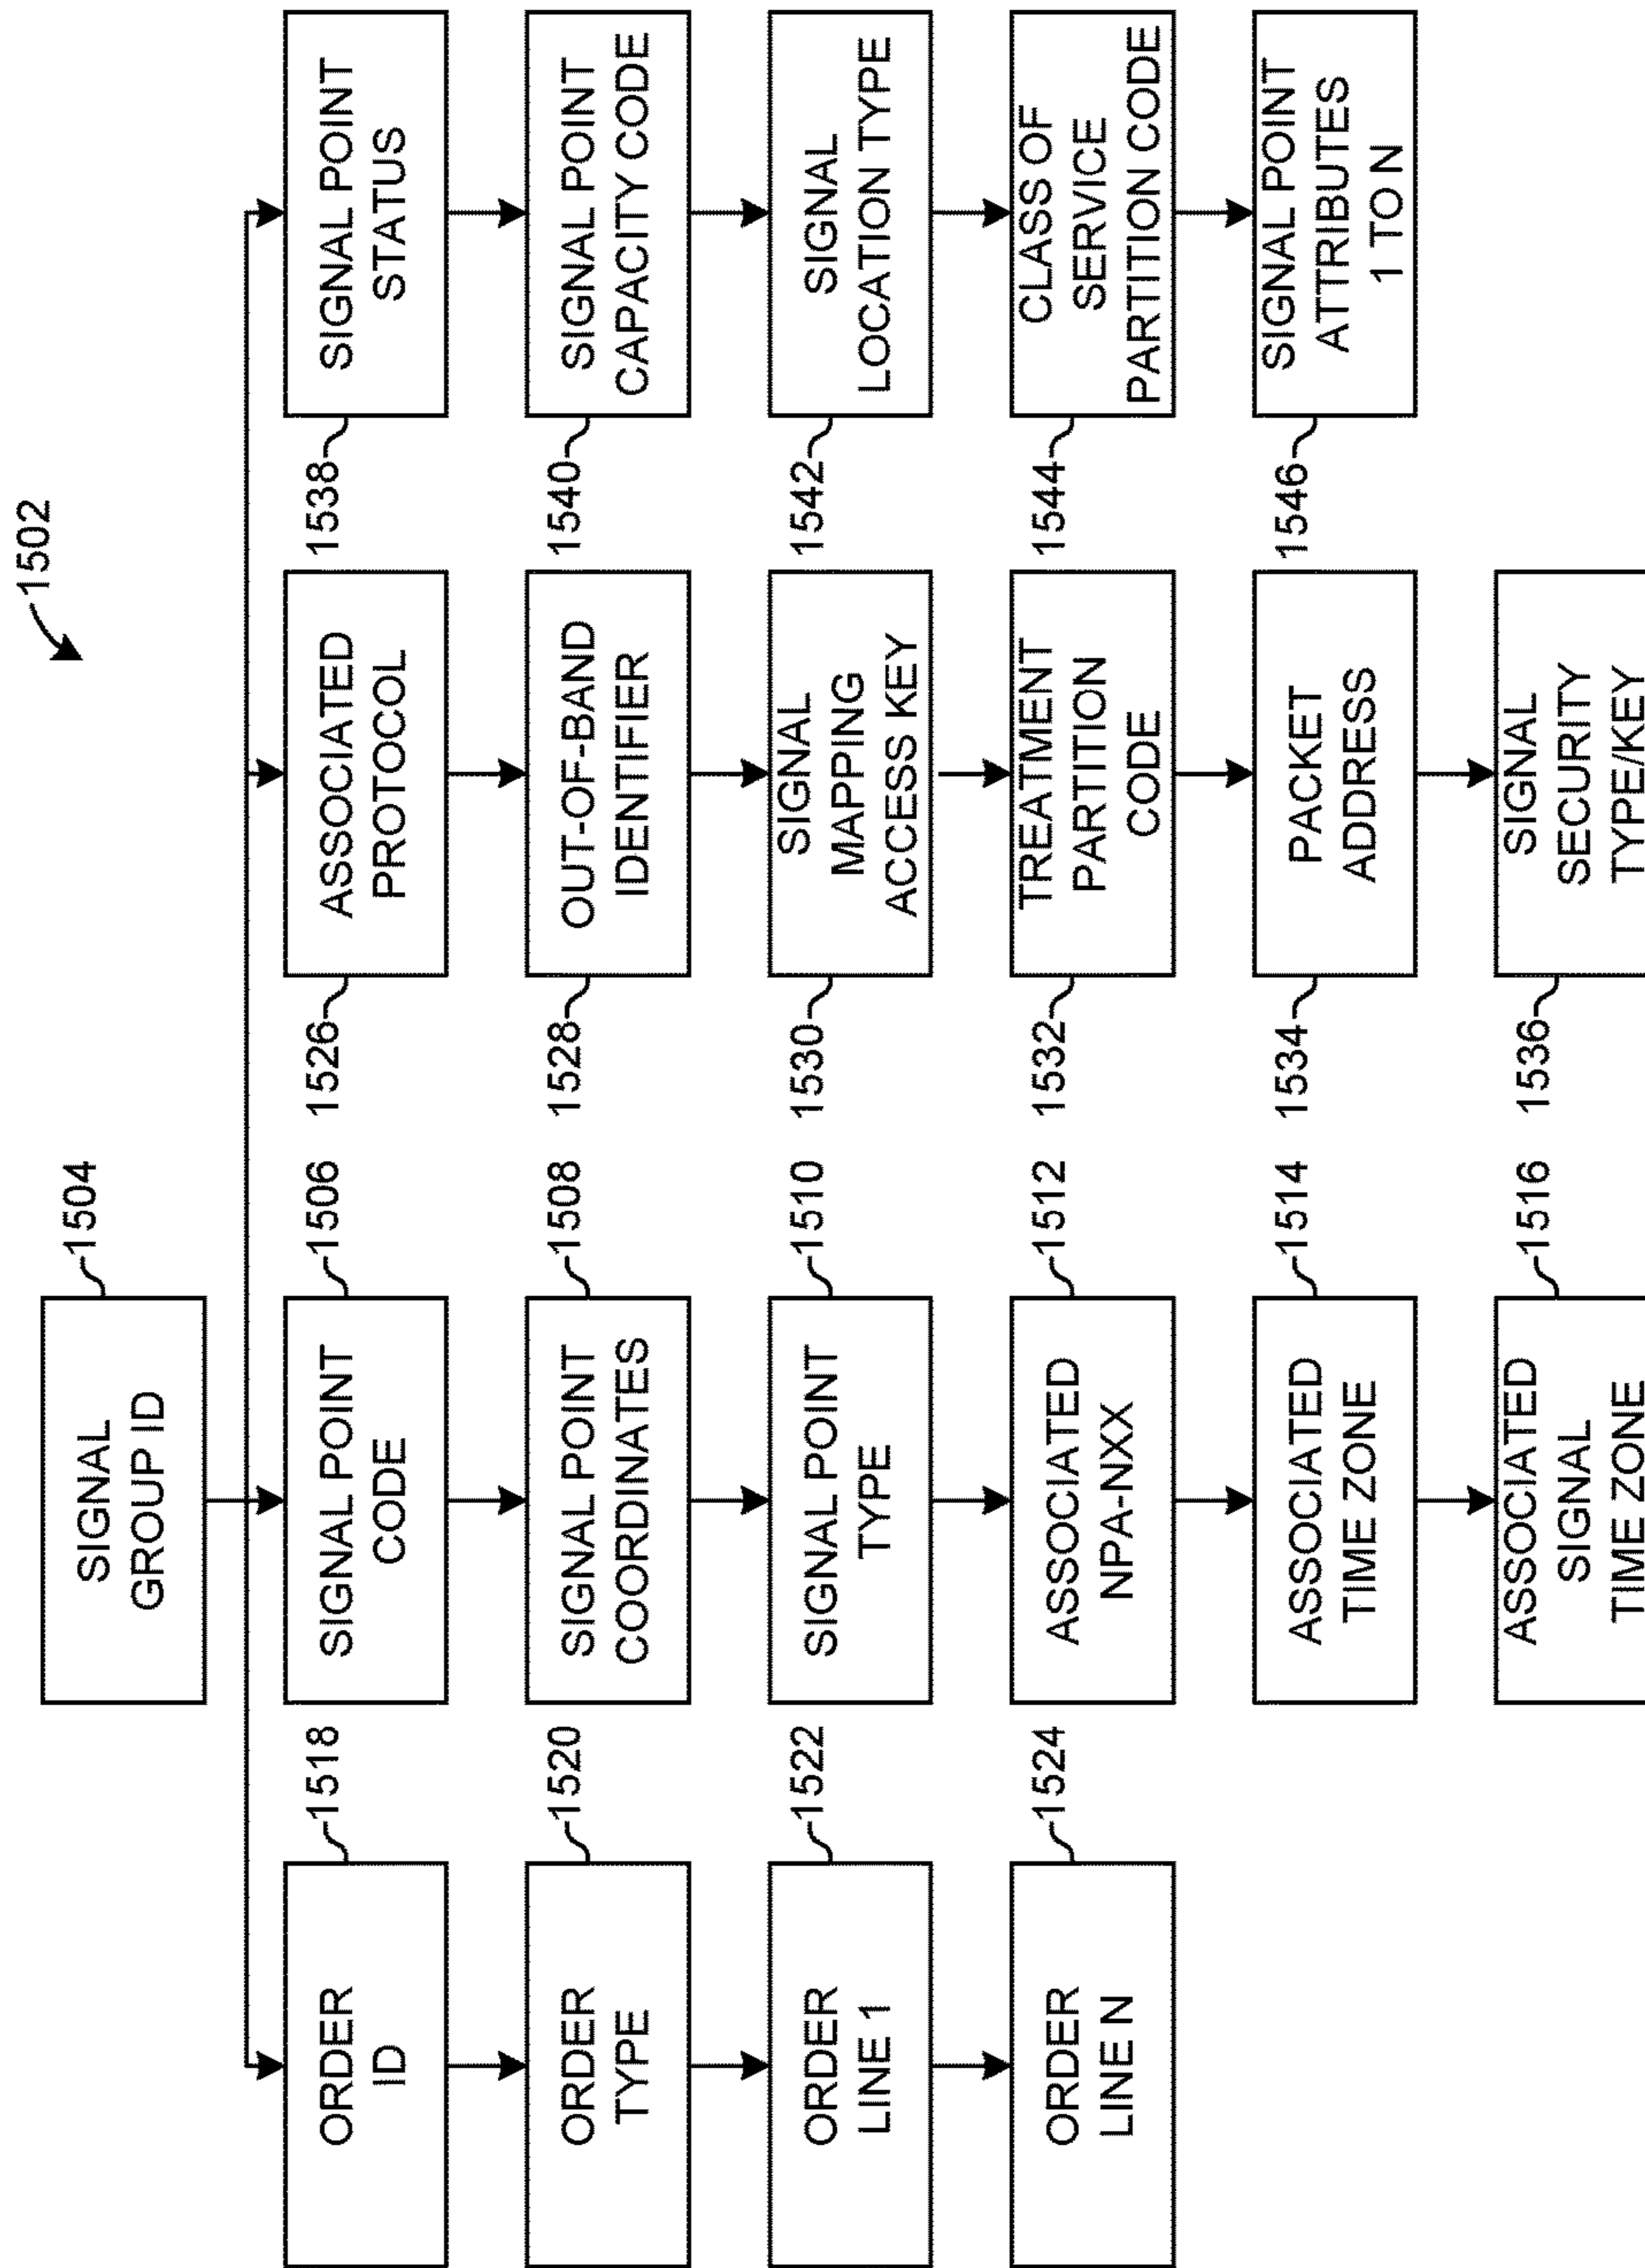 1502
SIGNAL
GROUP ID
1504
ORDER
ID
1518
ORDER
TYPE
1520
ORDER
LINE 1
1522
ORDER
LINE N
1524
SIGNAL POINT
CODE
1506
SIGNAL POINT
COORDINATES
1508
SIGNAL POINT
TYPE
1510
ASSOCIATED
NPA-NXX
1512
ASSOCIATED
TIME ZONE
1514
ASSOCIATED
SIGNAL
TIME ZONE
1516
1526
ASSOCIATED
PROTOCOL
1528
OUT-OF-BAND
IDENTIFIER
1530
SIGNAL
MAPPING
ACCESS KEY
1532
TREATMENT
PARTITION
CODE
1534
PACKET
ADDRESS
1536
SIGNAL
SECURITY
TYPE/KEY
1538
SIGNAL POINT
STATUS
1540
SIGNAL POINT
CAPACITY CODE
1542
SIGNAL
LOCATION TYPE
1544
CLASS OF
SERVICE
PARTITION CODE
1546
SIGNAL POINT
ATTRIBUTES
1 TO N